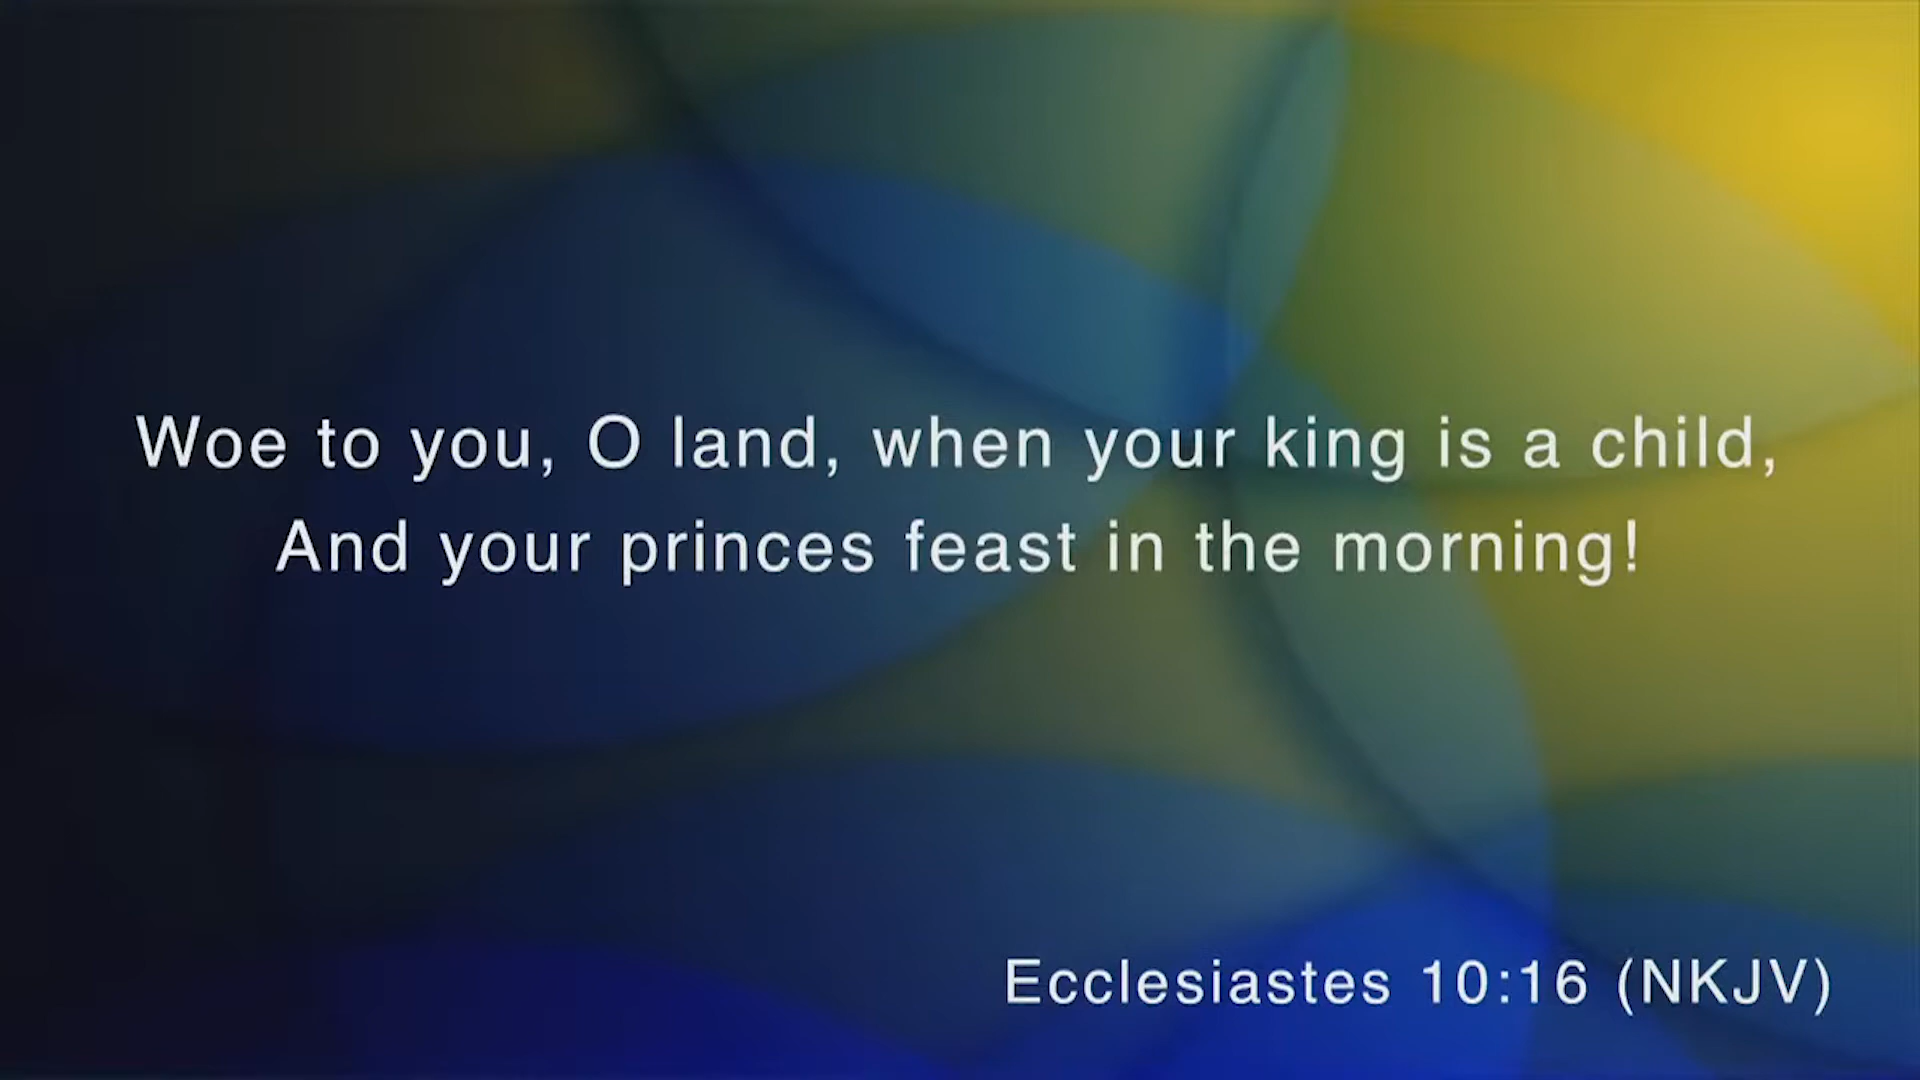 Woe to you, O land, when your king is a child,
And your princes feast in the morning!
Ecclesiastes 10:16 (NKJV)